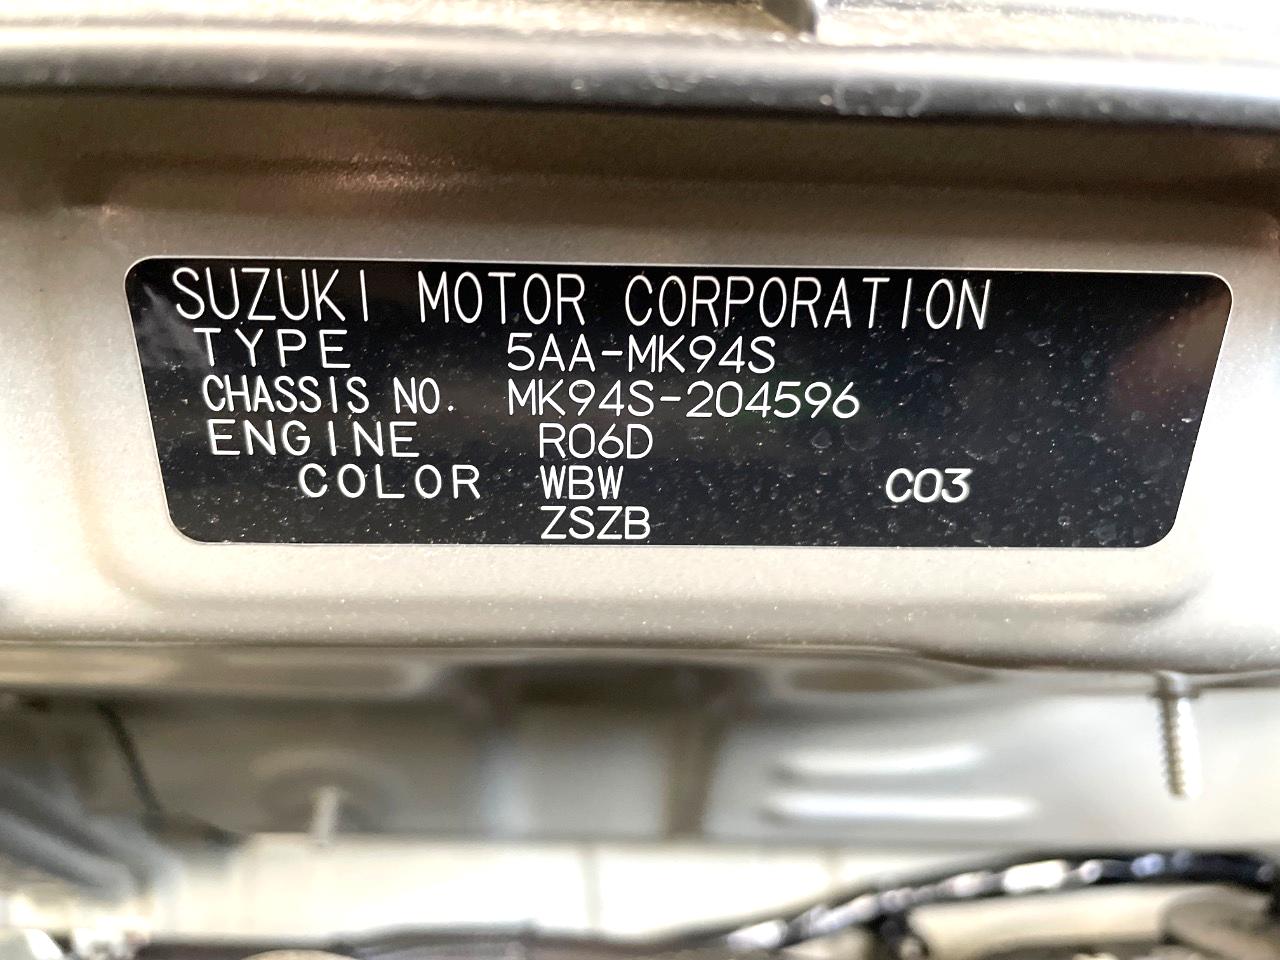 SUZUKI MOTOR CORPORATION
TYPE 5AA-MK94S
CHASSIS NO. MK94S-204596
ENGINE R06D
COLOR WBW C03
ZSZB